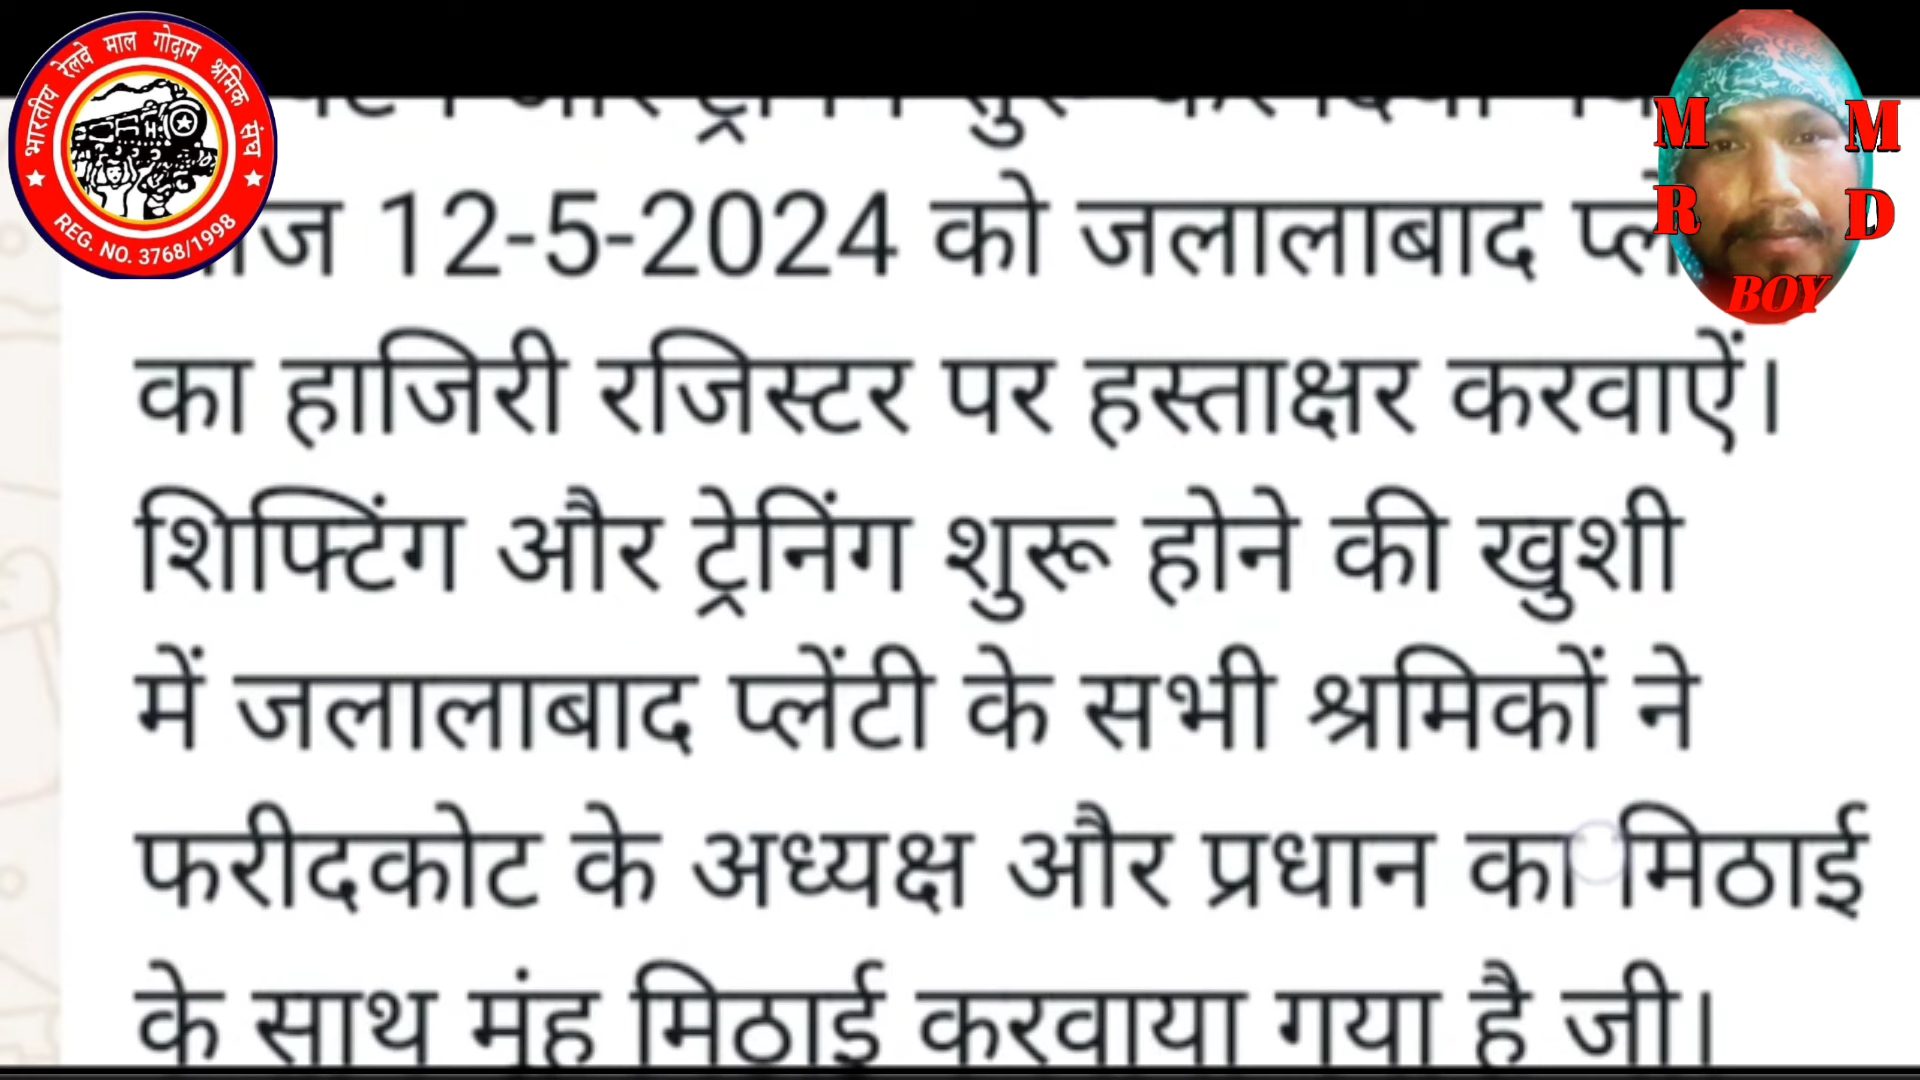 भारतीय रेलवे माल गोदाम श्रमिक संघ
REG. NO. 3768/1998
M M
R D
BOY
और
12-5-2024 को जलालाबाद
का हाजिरी रजिस्टर पर हस्ताक्षर करवाऐं।
शिफ्टिंग और ट्रेनिंग शुरू होने की खुशी
में जलालाबाद प्लेंटी के सभी श्रमिकों ने
फरीदकोट के अध्यक्ष और प्रधान का मिठाई
के साथ मुंह मिठाई करवाया गया है जी।